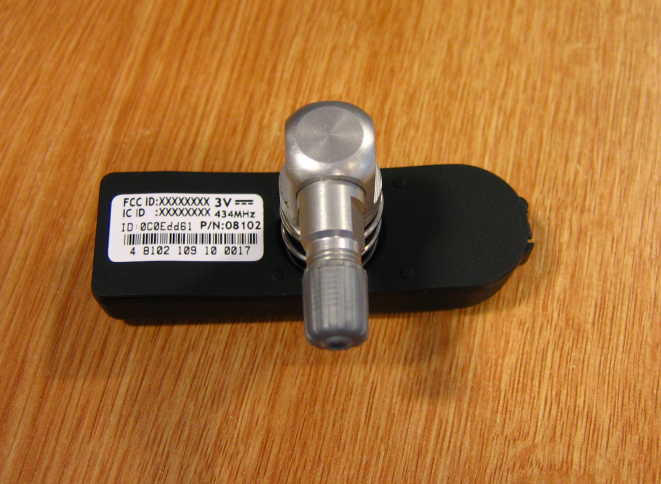 FCC ID:XXXXXXXX 3V
IC ID :XXXXXXXX 434MHz
ID:0C0Edd61 P/N:08102
4 8102 109 10 0017